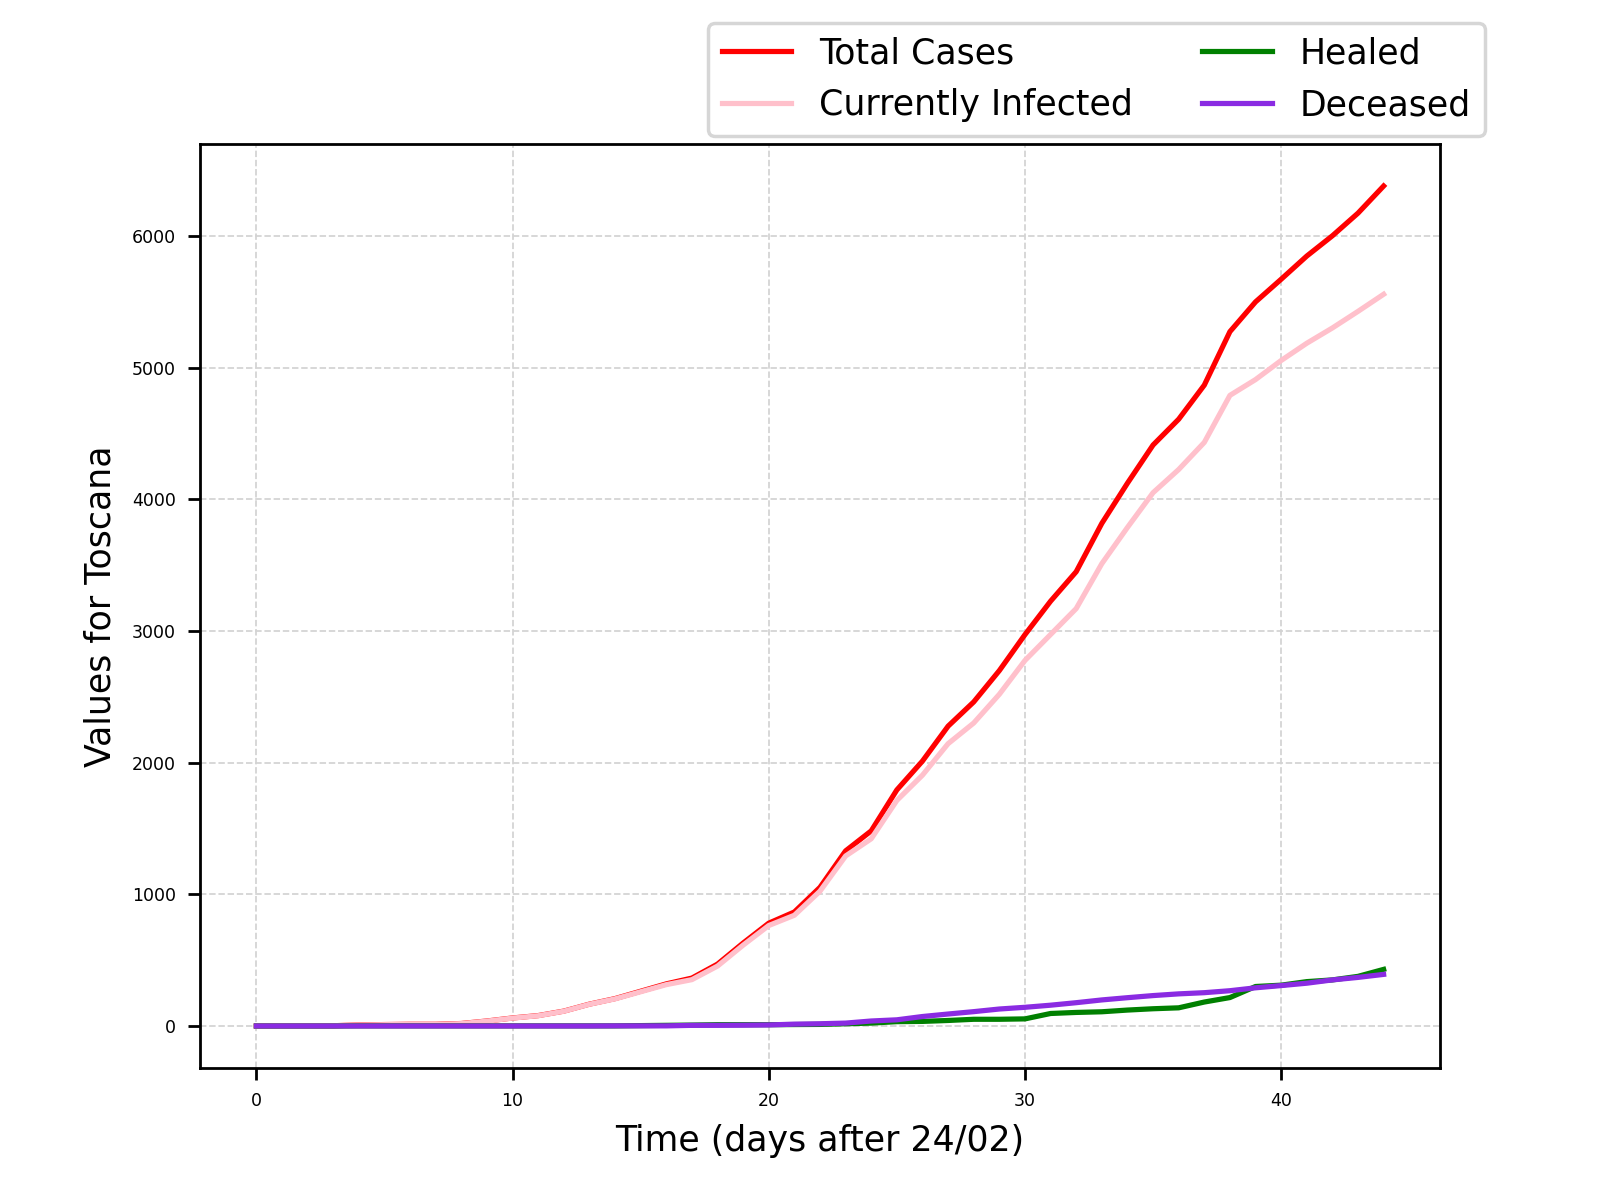 Total Cases
Currently Infected
Healed
Deceased
6000
5000
4000
3000
2000
1000
0
Values for Toscana
0 10 20 30 40
Time (days after 24/02)